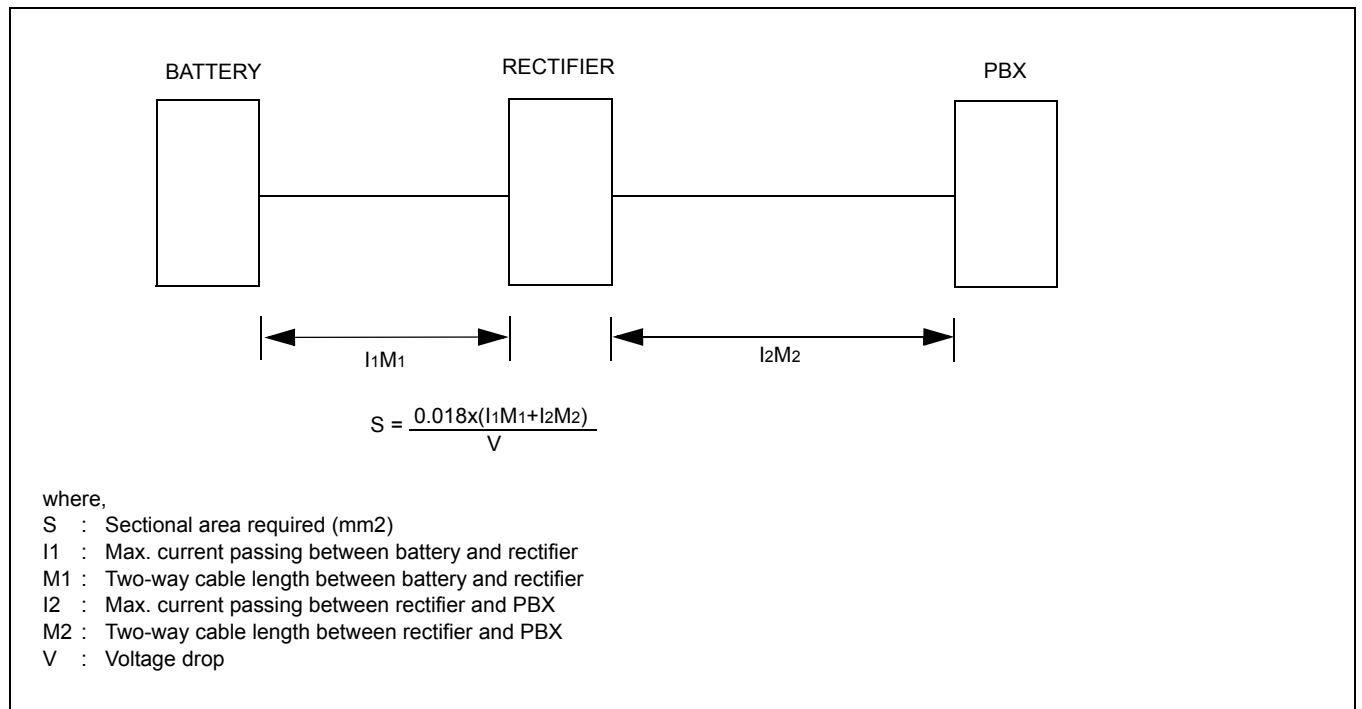 BATTERY
RECTIFIER
PBX
I1M1
I2M2
S = 0.018x(I1M1+I2M2)
V
where,
S : Sectional area required (mm2)
I1 : Max. current passing between battery and rectifier
M1 : Two-way cable length between battery and rectifier
I2 : Max. current passing between rectifier and PBX
M2 : Two-way cable length between rectifier and PBX
V : Voltage drop